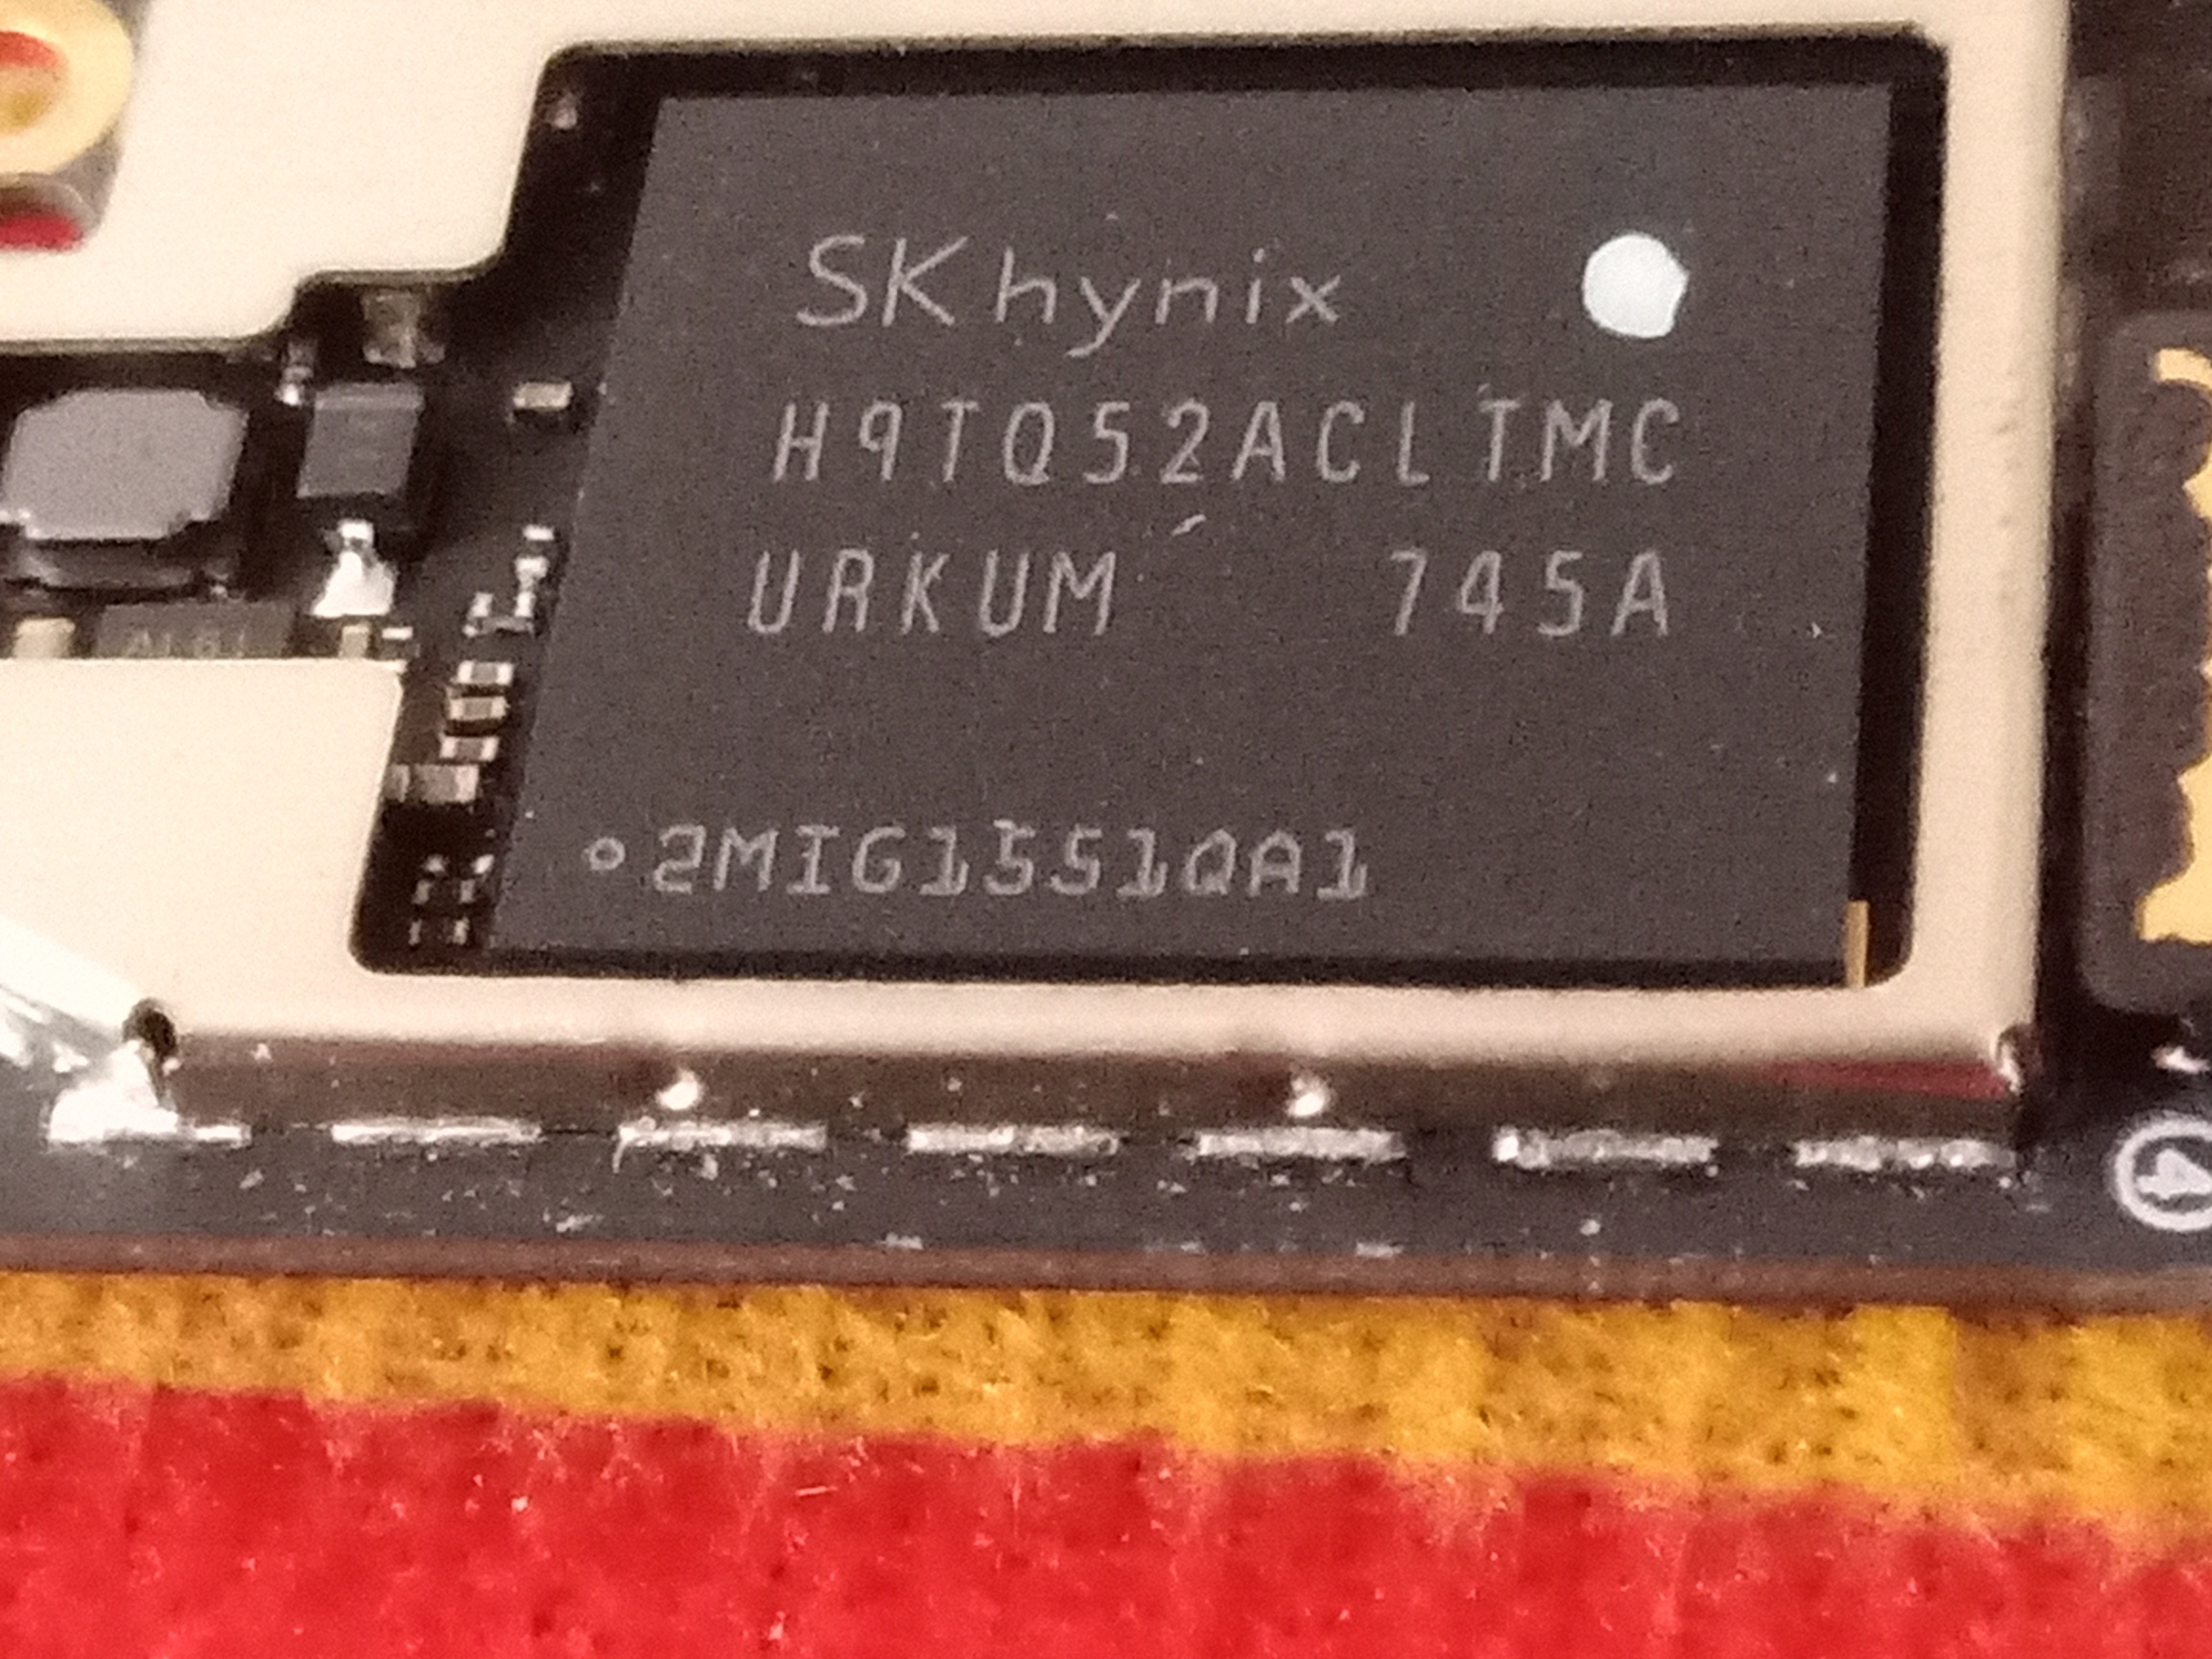 SK hynix
H9TQ52ACLTMC
URKUM 745A
2MIG1551QA1